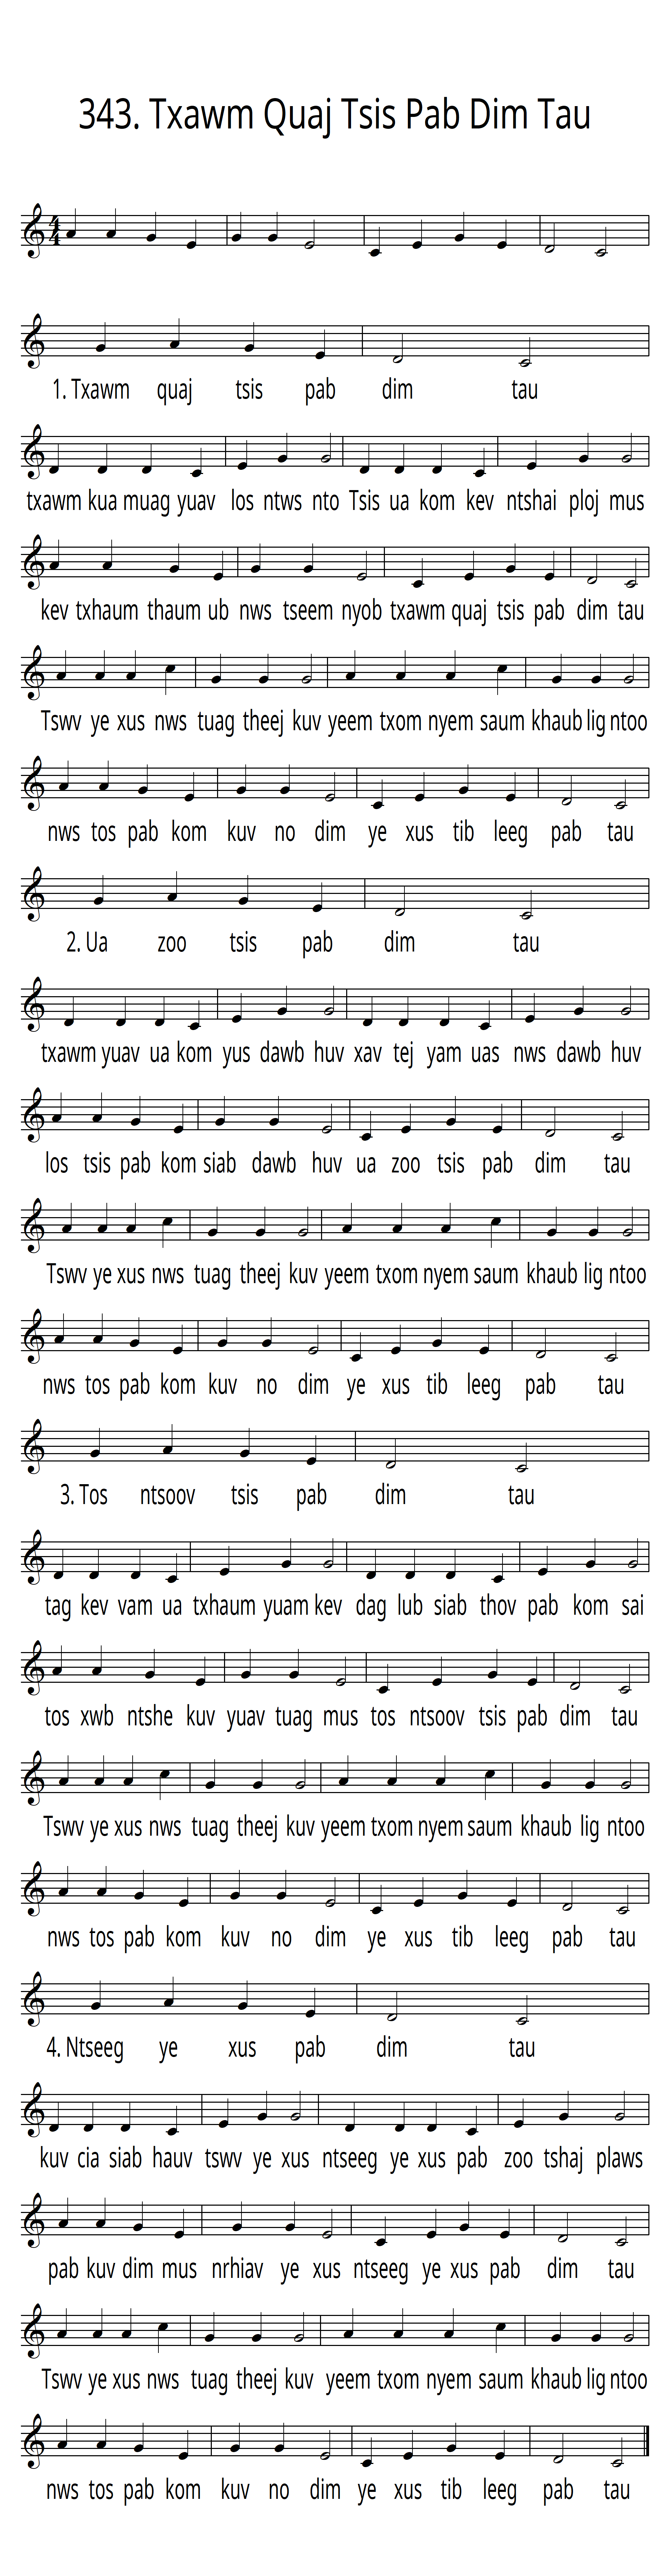 343. Txawm Quaj Tsis Pab Dim Tau
1. Txawm quaj tsis pab dim tau
txawm kua muag yuav los ntws nto Tsis ua kom kev ntshai ploj mus
kev txhaum thaum ub nws tseem nyob txawm quaj tsis pab dim tau
Tswv ye xus nws tuag theej kuv yeem txom nyem saum khaub lig ntoo
nws tos pab kom kuv no dim ye xus tib leeg pab tau
2. Ua zoo tsis pab dim tau
txawm yuav ua kom yus dawb huv xav tej yam uas nws dawb huv
los tsis pab kom siab dawb huv ua zoo tsis pab dim tau
Tswv ye xus nws tuag theej kuv yeem txom nyem saum khaub lig ntoo
nws tos pab kom kuv no dim ye xus tib leeg pab tau
3. Tos ntsoov tsis pab dim tau
tag kev vam ua txhaum yuam kev dag lub siab thov pab kom sai
tos xwb ntshe kuv yuav tuag mus tos ntsoov tsis pab dim tau
Tswv ye xus nws tuag theej kuv yeem txom nyem saum khaub lig ntoo
nws tos pab kom kuv no dim ye xus tib leeg pab tau
4. Ntseeg ye xus pab dim tau
kuv cia siab hauv tswv ye xus ntseeg ye xus pab zoo tshaj plaws
pab kuv dim mus nrhiav ye xus ntseeg ye xus pab dim tau
Tswv ye xus nws tuag theej kuv yeem txom nyem saum khaub lig ntoo
nws tos pab kom kuv no dim ye xus tib leeg pab tau